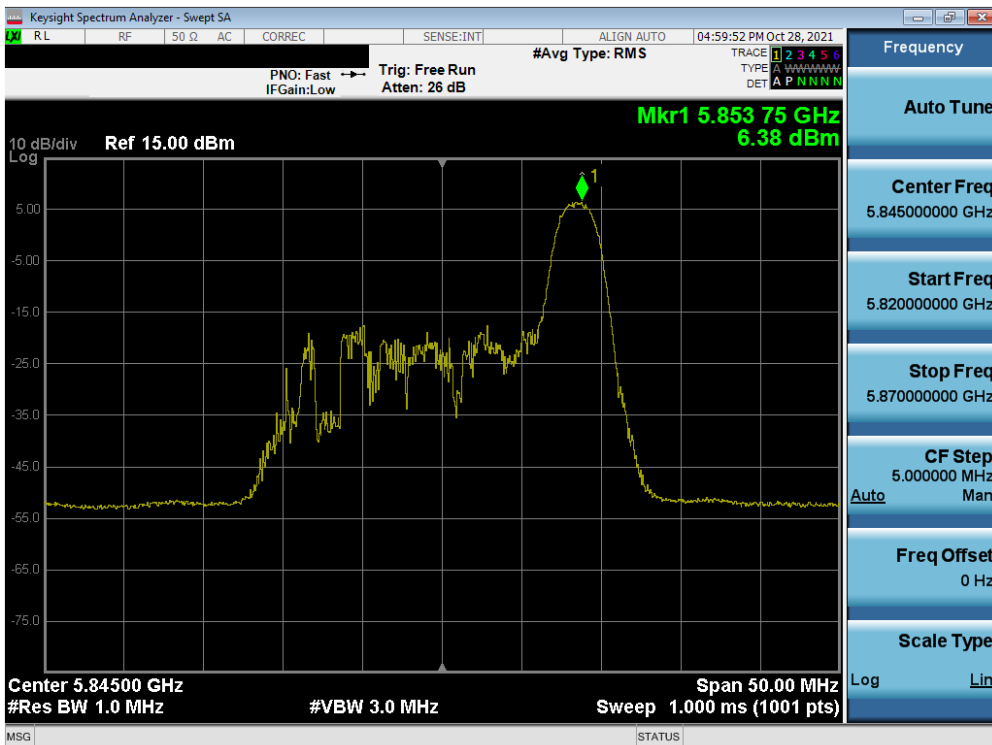 Keysight Spectrum Analyzer - Swept SA
LXI RL RF 50 Ω AC CORREC SENSE:INT ALIGN AUTO 04:59:52 PM Oct 28, 2021
PNO: Fast
IFGain:Low
Trig: Free Run
Atten: 26 dB
#Avg Type: RMS
TRACE 1 2 3 4 5 6
TYPE A WWWWW
DET A P N N N N
Mkr1 5.853 75 GHz
6.38 dBm
10 dB/div Ref 15.00 dBm
Log
1
5.00
-5.00
-15.0
-25.0
-35.0
-45.0
-55.0
-65.0
-75.0
Center 5.84500 GHz Span 50.00 MHz
#Res BW 1.0 MHz #VBW 3.0 MHz Sweep 1.000 ms (1001 pts)
MSG STATUS
Frequency
Auto Tune
Center Freq
5.845000000 GHz
Start Freq
5.820000000 GHz
Stop Freq
5.870000000 GHz
CF Step
5.000000 MHz
Auto Man
Freq Offset
0 Hz
Scale Type
Log Lin